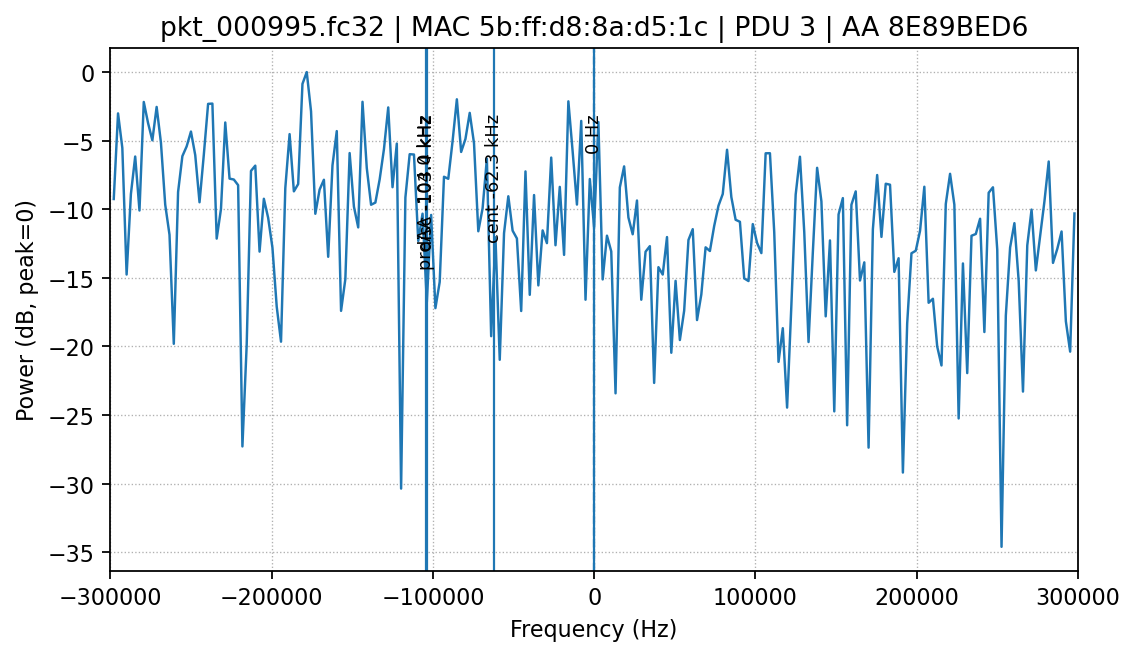 pkt_000995.fc32 | MAC 5b:ff:d8:8a:d5:1c | PDU 3 | AA 8E89BED6
0
−5
−10
−15
−20
−25
−30
−35
Power (dB, peak=0)
cent -62.3 kHz
0 Hz
−300000 −200000 −100000 0 100000 200000 300000
Frequency (Hz)